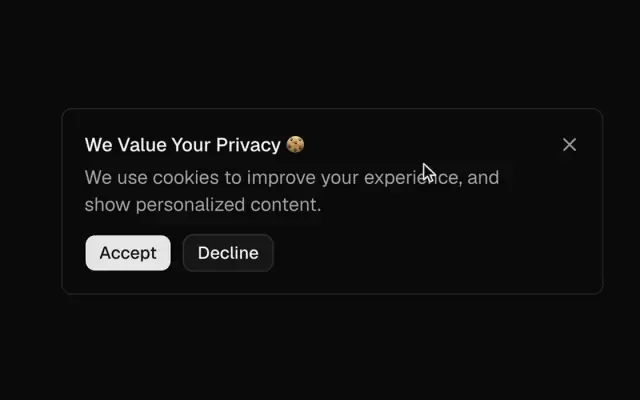 We Value Your Privacy 🍪
We use cookies to improve your experience, and
show personalized content.
Accept
Decline